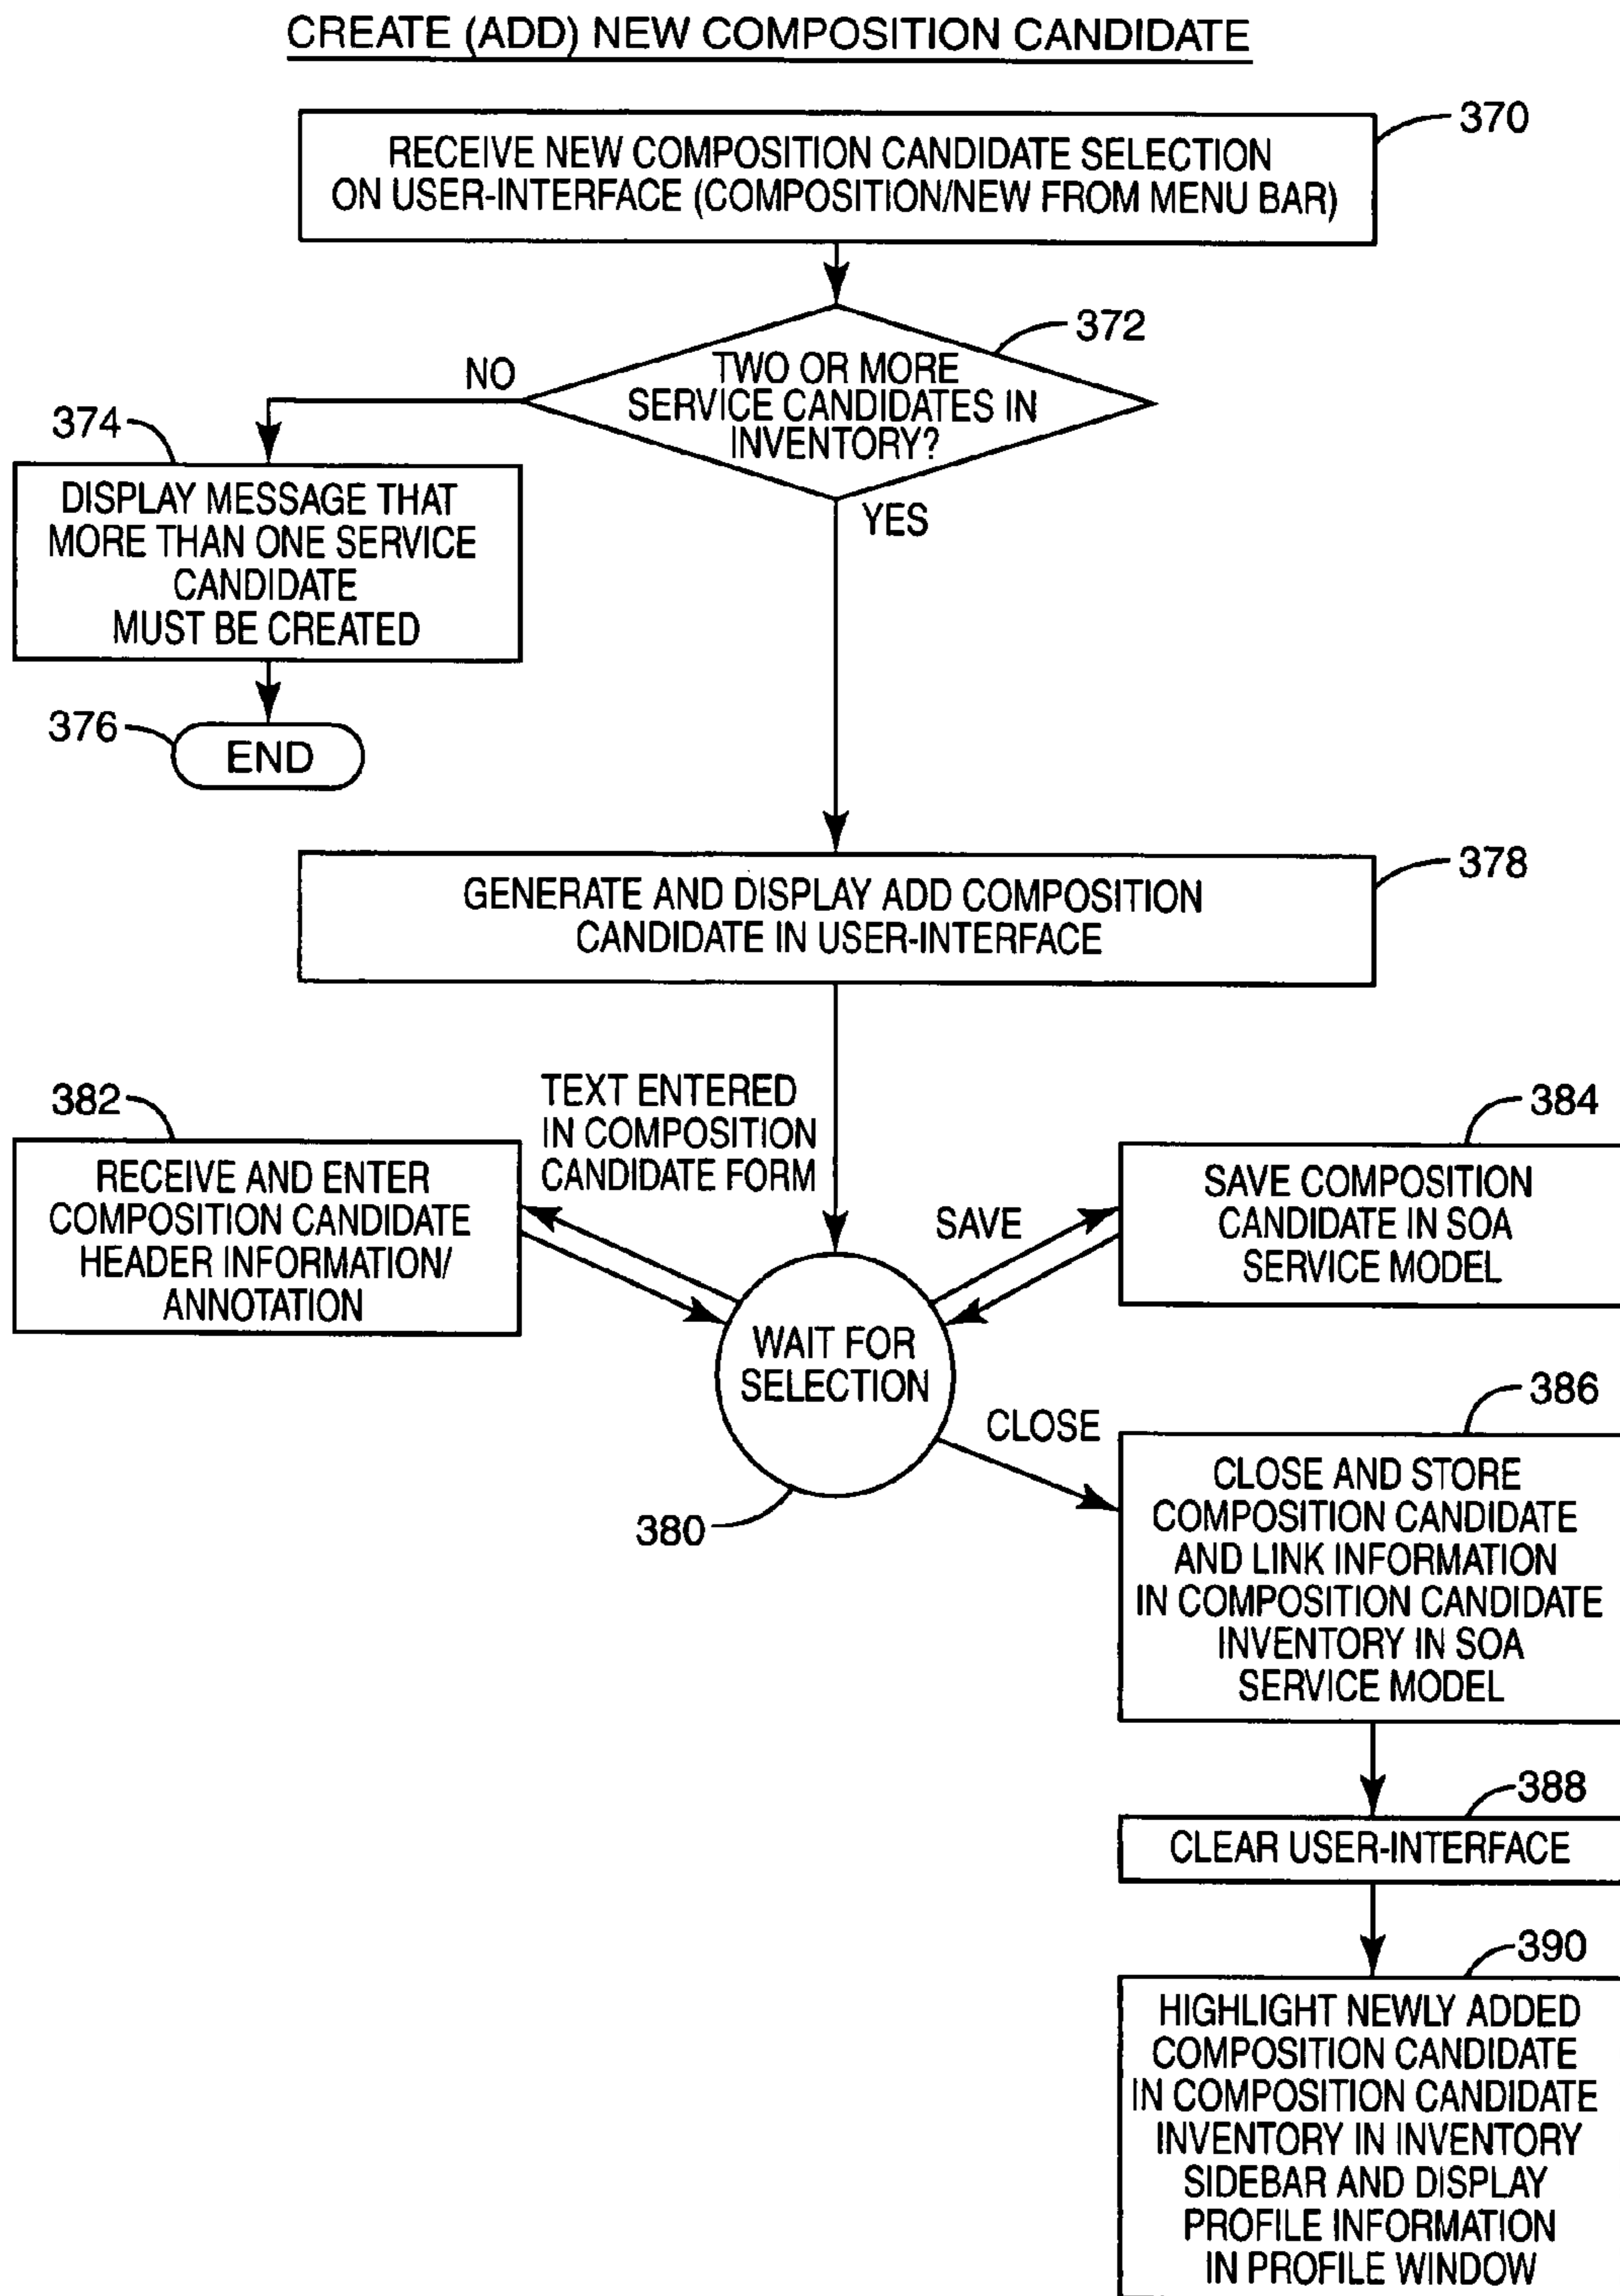 CREATE (ADD) NEW COMPOSITION CANDIDATE
370
RECEIVE NEW COMPOSITION CANDIDATE SELECTION
ON USER-INTERFACE (COMPOSITION/NEW FROM MENU BAR)
372
TWO OR MORE
SERVICE CANDIDATES IN
INVENTORY?
NO
YES
374
DISPLAY MESSAGE THAT
MORE THAN ONE SERVICE
CANDIDATE
MUST BE CREATED
376
END
378
GENERATE AND DISPLAY ADD COMPOSITION
CANDIDATE IN USER-INTERFACE
382
RECEIVE AND ENTER
COMPOSITION CANDIDATE
HEADER INFORMATION/
ANNOTATION
TEXT ENTERED
IN COMPOSITION
CANDIDATE FORM
SAVE
384
SAVE COMPOSITION
CANDIDATE IN SOA
SERVICE MODEL
WAIT FOR
SELECTION
380
CLOSE
386
CLOSE AND STORE
COMPOSITION CANDIDATE
AND LINK INFORMATION
IN COMPOSITION CANDIDATE
INVENTORY IN SOA
SERVICE MODEL
388
CLEAR USER-INTERFACE
390
HIGHLIGHT NEWLY ADDED
COMPOSITION CANDIDATE
IN COMPOSITION CANDIDATE
INVENTORY IN INVENTORY
SIDEBAR AND DISPLAY
PROFILE INFORMATION
IN PROFILE WINDOW